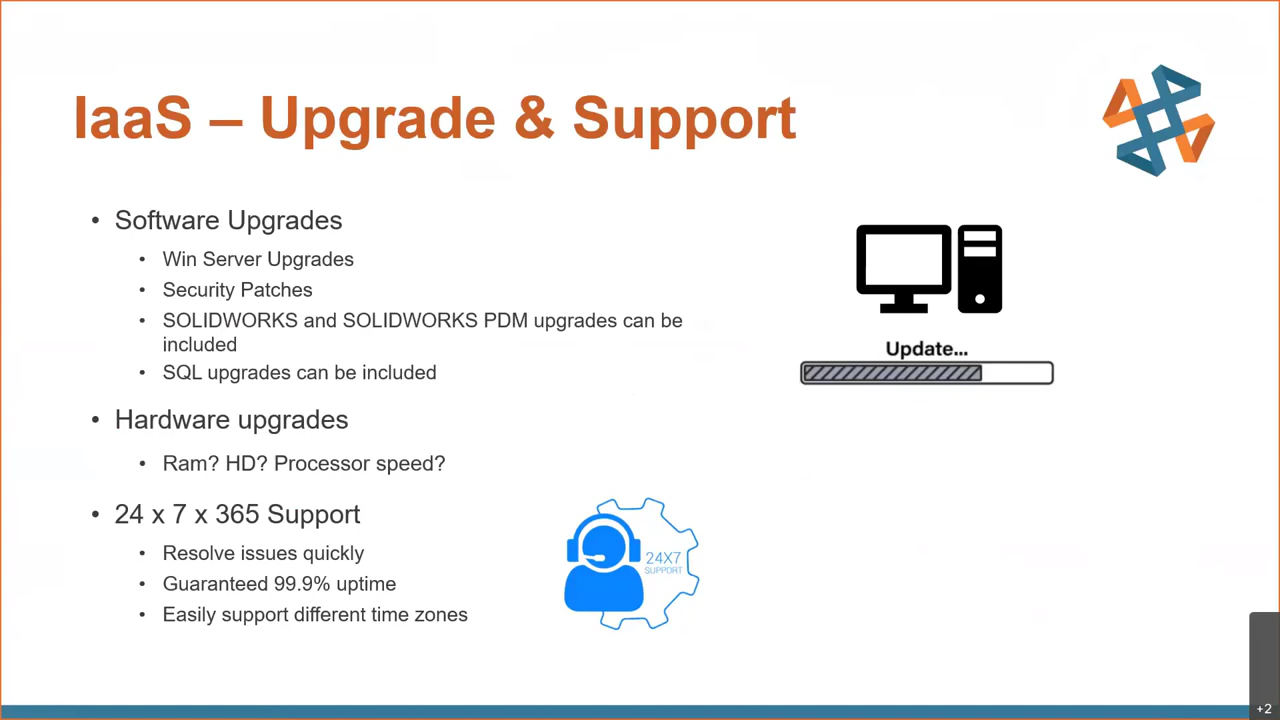 IaaS – Upgrade & Support
• Software Upgrades
• Win Server Upgrades
• Security Patches
• SOLIDWORKS and SOLIDWORKS PDM upgrades can be
included
• SQL upgrades can be included
Update...
• Hardware upgrades
• Ram? HD? Processor speed?
• 24 x 7 x 365 Support
• Resolve issues quickly
• Guaranteed 99.9% uptime
• Easily support different time zones
24X7
SUPPORT
+2